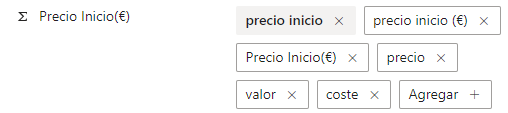 Σ Precio Inicio(€) precio inicio × precio inicio (€) ×
Precio Inicio(€) × precio ×
valor × coste × Agregar +